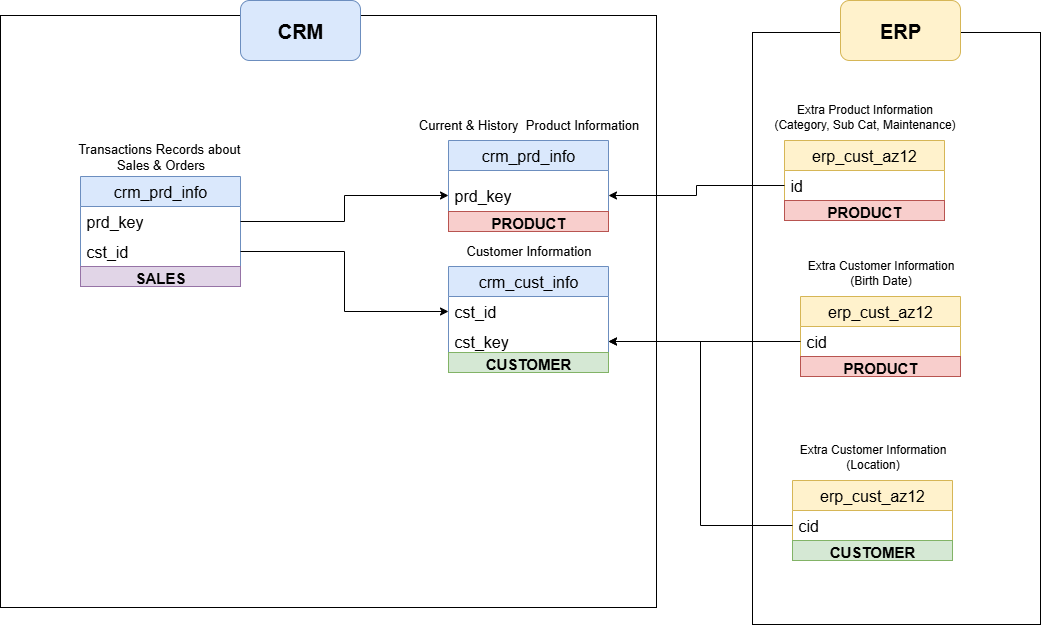 CRM
ERP
Transactions Records about
Sales & Orders
crm_prd_info
prd_key
cst_id
SALES
Current & History  Product Information
crm_prd_info
prd_key
PRODUCT
Customer Information
crm_cust_info
cst_id
cst_key
CUSTOMER
Extra Product Information
(Category, Sub Cat, Maintenance)
erp_cust_az12
id
PRODUCT
Extra Customer Information
(Birth Date)
erp_cust_az12
cid
PRODUCT
Extra Customer Information
(Location)
erp_cust_az12
cid
CUSTOMER